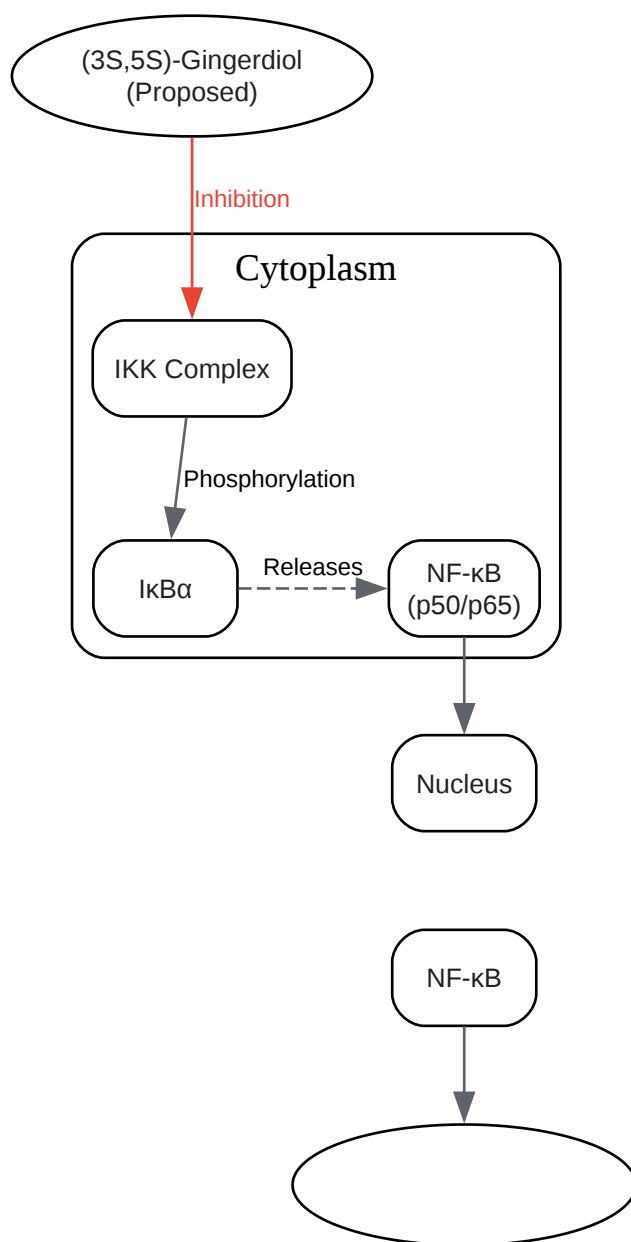 (3S,5S)-Gingerdiol
(Proposed)
Inhibition
Cytoplasm
IKK Complex
Phosphorylation
IκBα
Releases
NF-κB
(p50/p65)
Nucleus
NF-κB